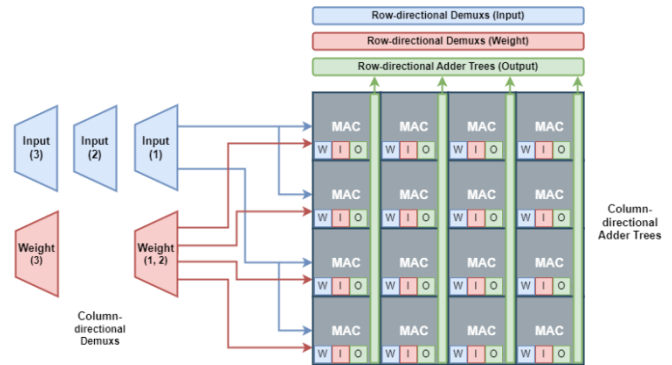 Row-directional Demuxs (Input)
Row-directional Demuxs (Weight)
Row-directional Adder Trees (Output)
Input
(3)
Input
(2)
Input
(1)
Weight
(3)
Weight
(1, 2)
Column-
directional
Demuxs
MAC MAC MAC MAC
W I O W I O W I O W I O
MAC MAC MAC MAC
W I O W I O W I O W I O
MAC MAC MAC MAC
W I O W I O W I O W I O
MAC MAC MAC MAC
W I O W I O W I O W I O
Column-
directional
Adder Trees